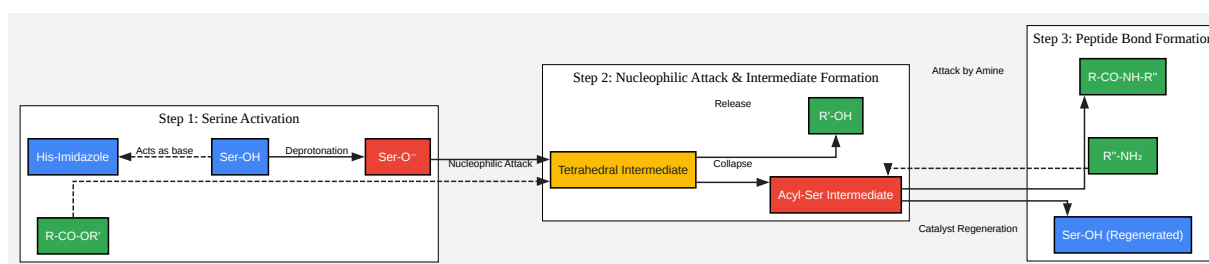 Step 1: Serine Activation
His-Imidazole
Acts as base
Ser-OH
Deprotonation
Ser-O⁻
R-CO-OR'
Nucleophilic Attack
Step 2: Nucleophilic Attack & Intermediate Formation
Release
R'-OH
Tetrahedral Intermediate
Collapse
Acyl-Ser Intermediate
Attack by Amine
Catalyst Regeneration
Step 3: Peptide Bond Formation
R-CO-NH-R"
R"-NH₂
Ser-OH (Regenerated)